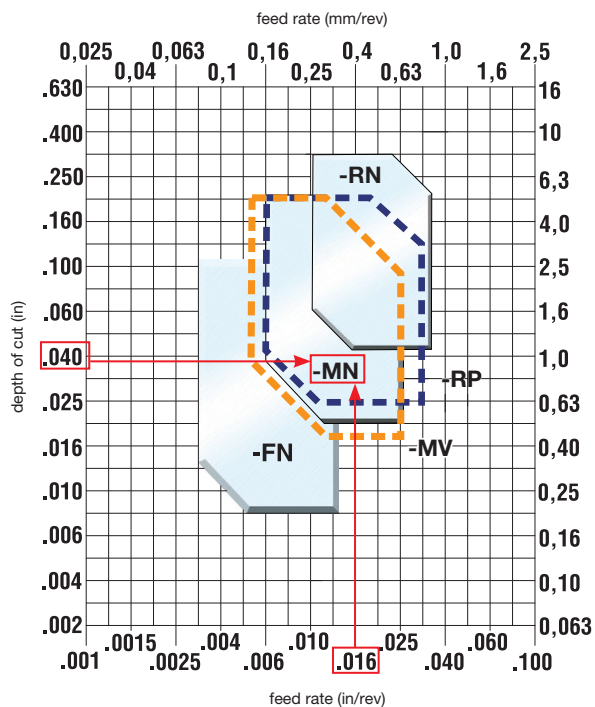 feed rate (mm/rev)
0,025 0,063 0,16 0,4 1,0 2,5
0,04 0,1 0,25 0,63 1,6
.630 16
.400 10
-RN
.250 6,3
.160 4,0
.100 2,5
depth of cut (in)
.060 1,6
.040 1,0
-MN
-RP
.025 0,63
-MV
.016 0,40
-FN
.010 0,25
.006 0,16
.004 0,10
.002 0,063
.0015 .004 .010 .025 .060
.001 .0025 .006 .016 .040 .100
feed rate (in/rev)